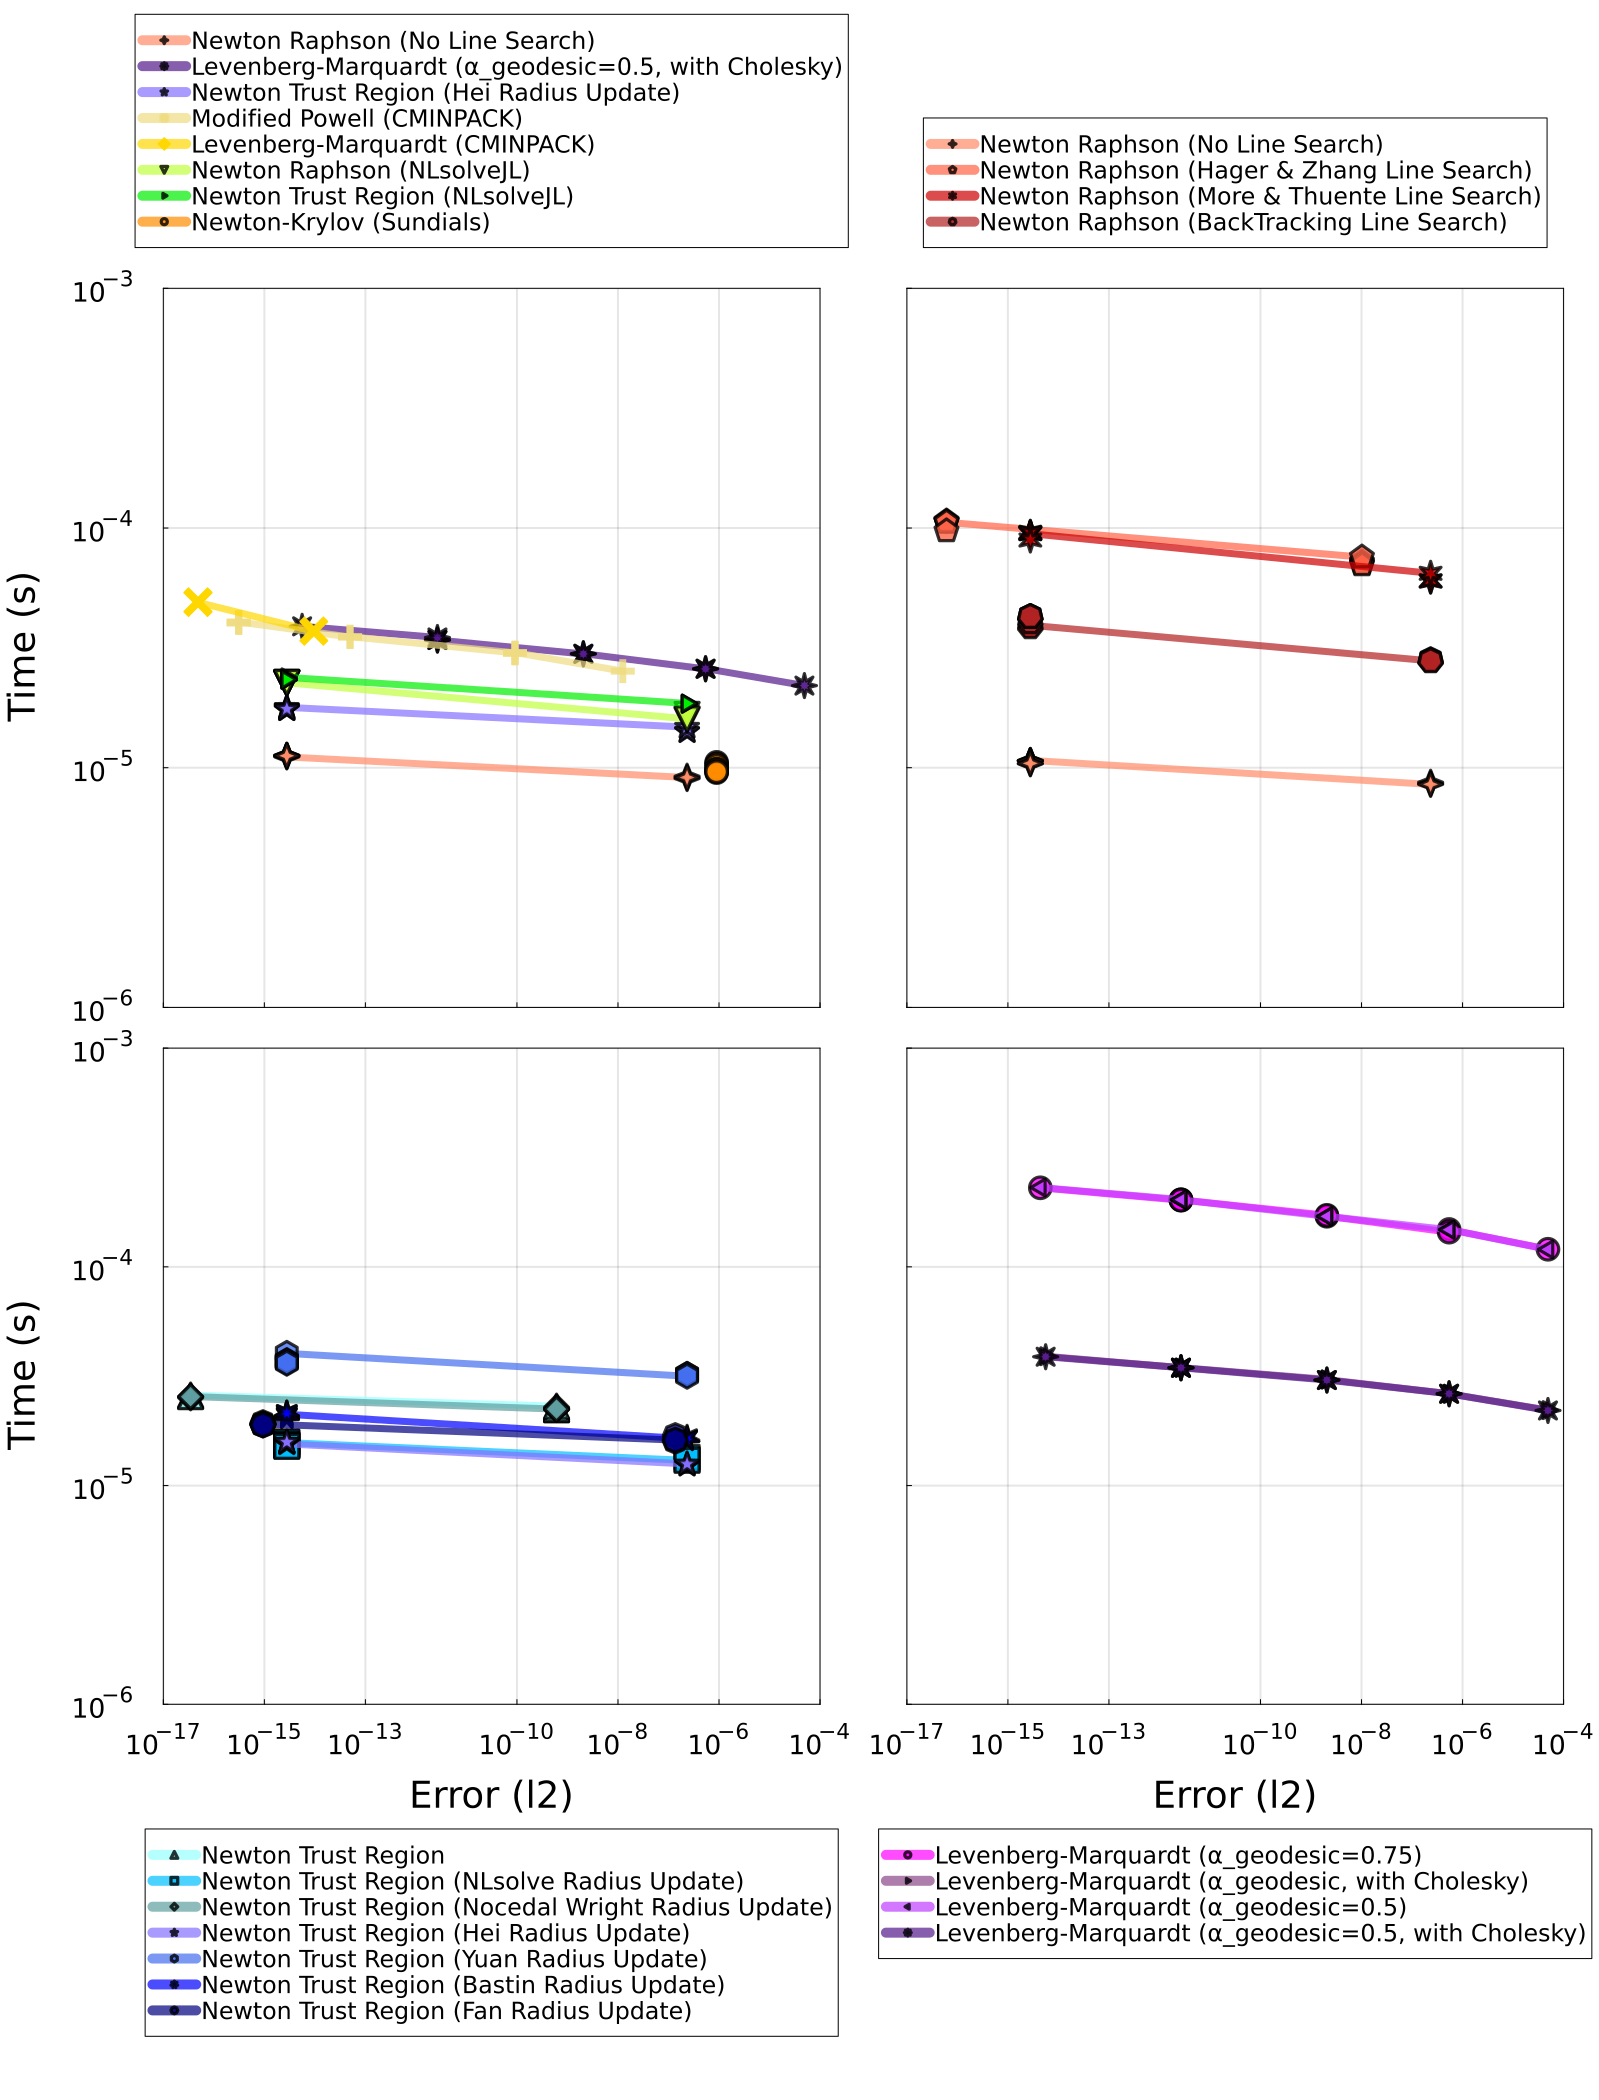 Newton Raphson (No Line Search)
Levenberg-Marquardt (α_geodesic=0.5, with Cholesky)
Newton Trust Region (Hei Radius Update)
Modified Powell (CMINPACK)
Levenberg-Marquardt (CMINPACK)
Newton Raphson (NLsolveJL)
Newton Trust Region (NLsolveJL)
Newton-Krylov (Sundials)
Newton Raphson (No Line Search)
Newton Raphson (Hager & Zhang Line Search)
Newton Raphson (More & Thuente Line Search)
Newton Raphson (BackTracking Line Search)
10⁻³
10⁻⁴
10⁻⁵
10⁻⁶
Time (s)
10⁻³
10⁻⁴
10⁻⁵
10⁻⁶
Time (s)
10⁻¹⁷ 10⁻¹⁵ 10⁻¹³ 10⁻¹⁰ 10⁻⁸ 10⁻⁶ 10⁻⁴
Error (l2)
10⁻¹⁷ 10⁻¹⁵ 10⁻¹³ 10⁻¹⁰ 10⁻⁸ 10⁻⁶ 10⁻⁴
Error (l2)
Newton Trust Region
Newton Trust Region (NLsolve Radius Update)
Newton Trust Region (Nocedal Wright Radius Update)
Newton Trust Region (Hei Radius Update)
Newton Trust Region (Yuan Radius Update)
Newton Trust Region (Bastin Radius Update)
Newton Trust Region (Fan Radius Update)
Levenberg-Marquardt (α_geodesic=0.75)
Levenberg-Marquardt (α_geodesic, with Cholesky)
Levenberg-Marquardt (α_geodesic=0.5)
Levenberg-Marquardt (α_geodesic=0.5, with Cholesky)